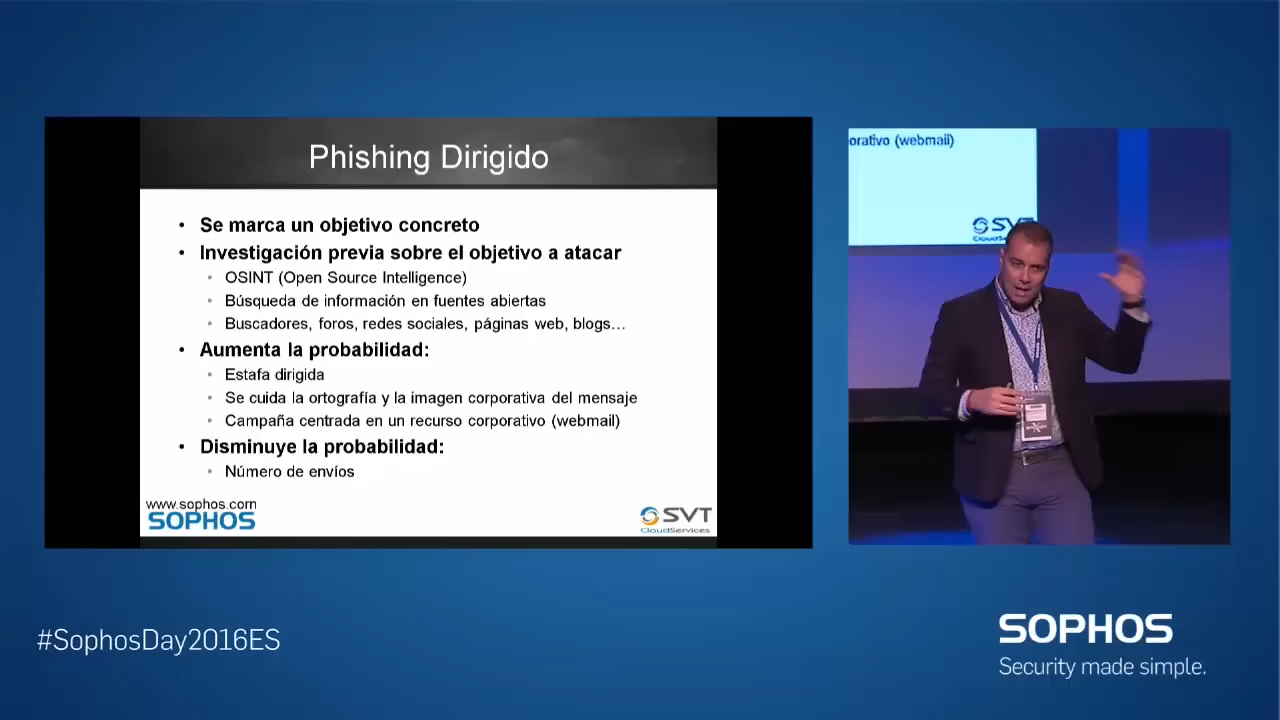 Phishing Dirigido
• Se marca un objetivo concreto
• Investigación previa sobre el objetivo a atacar
• OSINT (Open Source Intelligence)
• Búsqueda de información en fuentes abiertas
• Buscadores, foros, redes sociales, páginas web, blogs…
• Aumenta la probabilidad:
• Estafa dirigida
• Se cuida la ortografía y la imagen corporativa del mensaje
• Campaña centrada en un recurso corporativo (webmail)
• Disminuye la probabilidad:
• Número de envíos
www.sophos.com
SOPHOS
SVT
CloudServices
orativo (webmail)
SVT
#SophosDay2016ES
SOPHOS
Security made simple.